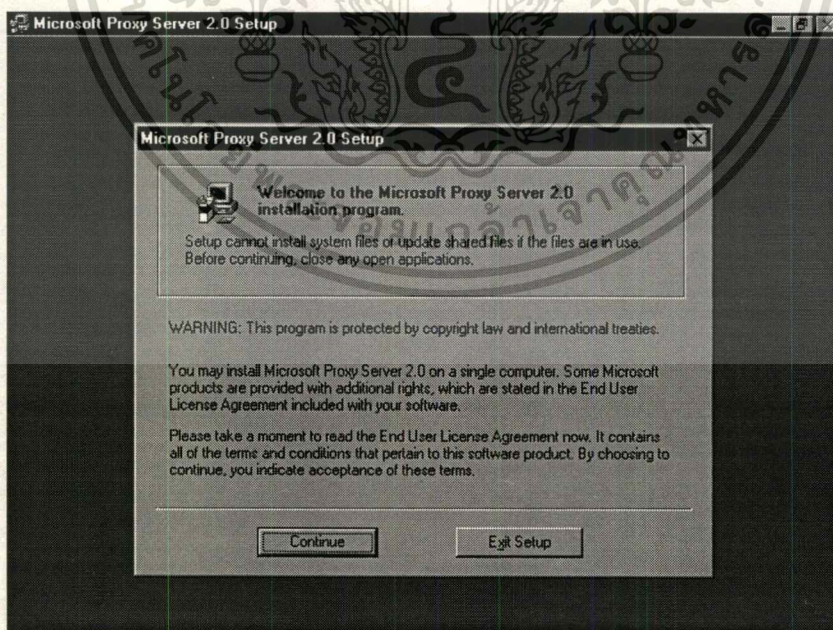 Microsoft Proxy Server 2.0 Setup
Microsoft Proxy Server 2.0 Setup
Welcome to the Microsoft Proxy Server 2.0
installation program.
Setup cannot install system files or update shared files if the files are in use.
Before continuing, close any open applications.
WARNING: This program is protected by copyright law and international treaties.
You may install Microsoft Proxy Server 2.0 on a single computer. Some Microsoft
products are provided with additional rights, which are stated in the End User
License Agreement included with your software.
Please take a moment to read the End User License Agreement now. It contains
all of the terms and conditions that pertain to this software product. By choosing to
continue, you indicate acceptance of these terms.
Continue
Exit Setup